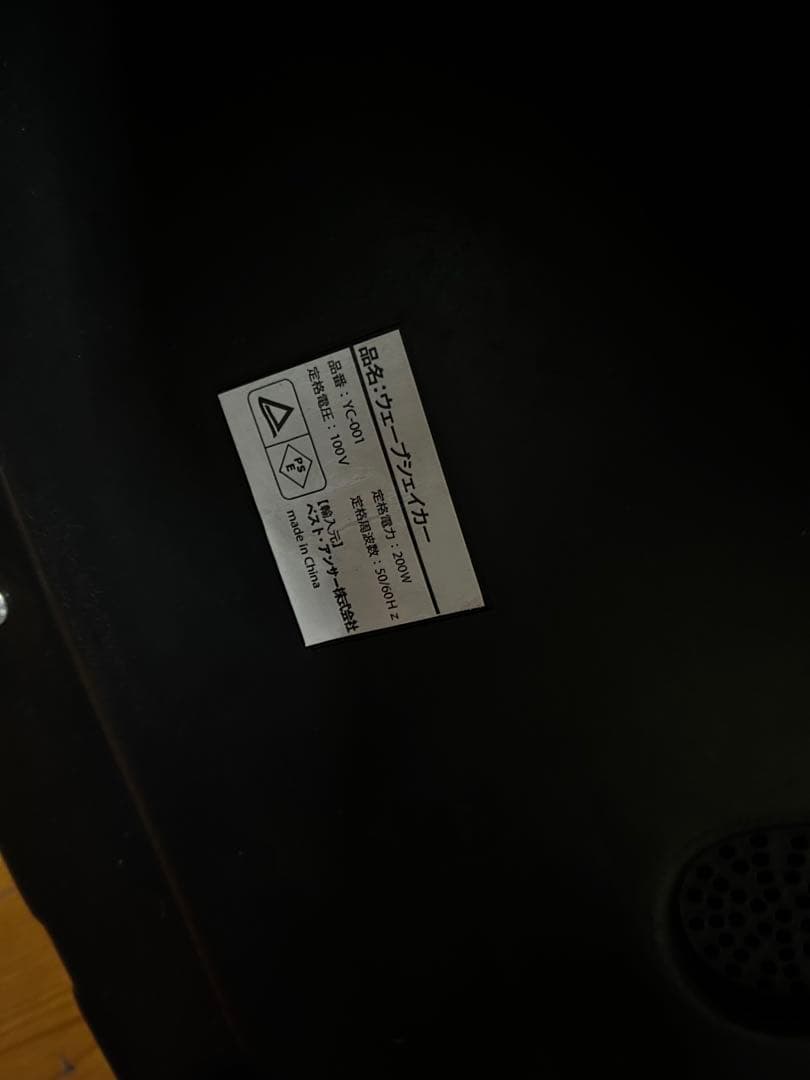 品名：ウェーブシェイカー
品番：YC-001 定格電力：200W
定格電圧：100V 定格周波数：50/60Hz
PSE
【輸入元】
ベスト・アンサー株式会社
made in China